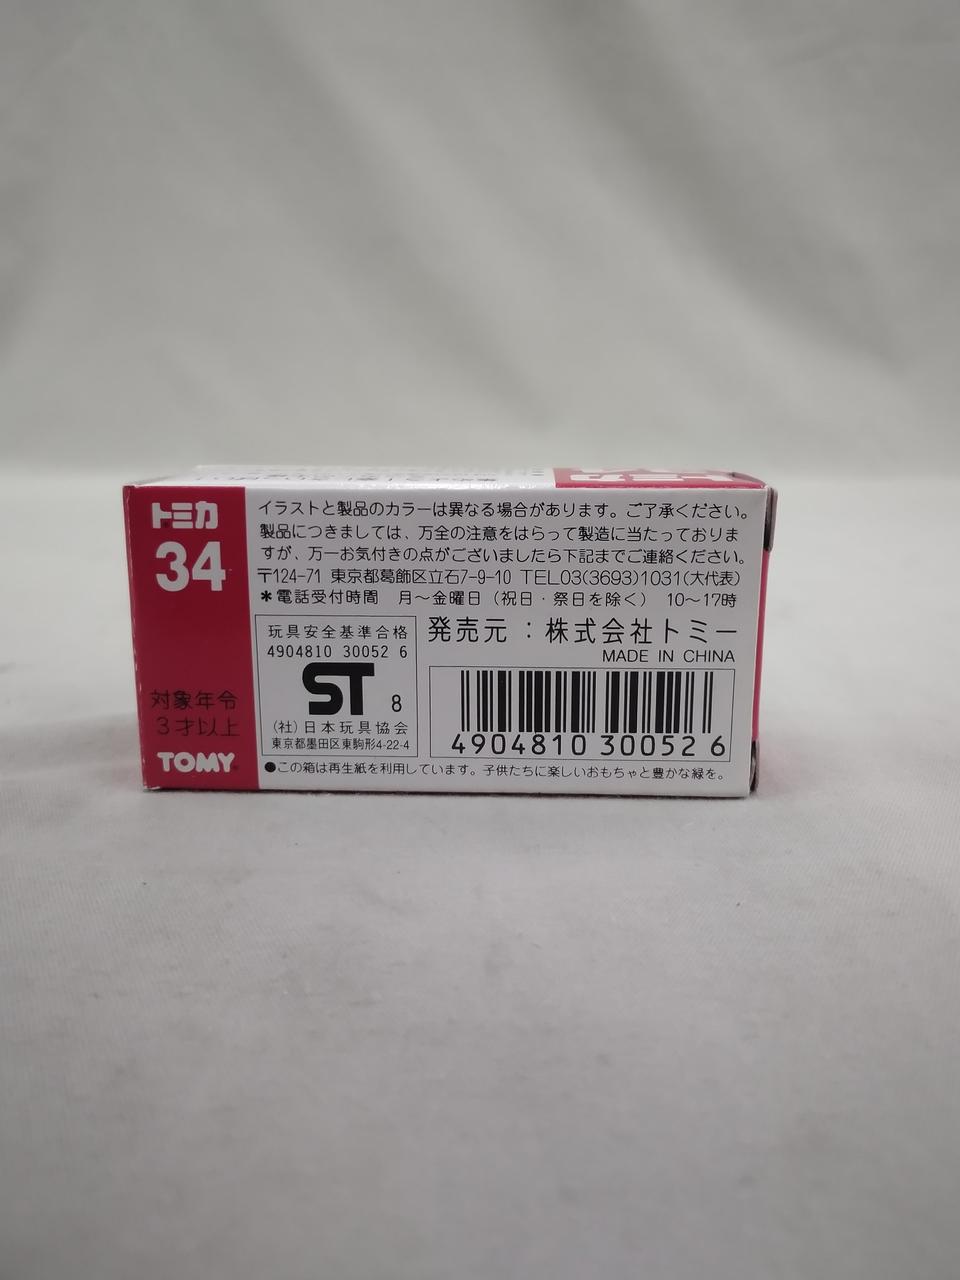 トミカ
34
対象年令
3才以上
TOMY
イラストと製品のカラーは異なる場合があります。ご了承ください。
製品につきましては、万全の注意をはらって製造に当たっておりま
すが、万一お気付きの点がございましたら下記までご連絡ください。
〒124-71 東京都葛飾区立石7-9-10 TEL03(3693)1031(大代表)
＊電話受付時間 月〜金曜日（祝日・祭日を除く） 10〜17時
玩具安全基準合格
4904810 30052 6
ST 8
(社)日本玩具協会
東京都墨田区東駒形4-22-4
発売元：株式会社トミー
MADE IN CHINA
4904810 300526
●この箱は再生紙を利用しています。子供たちに楽しいおもちゃと豊かな緑を。